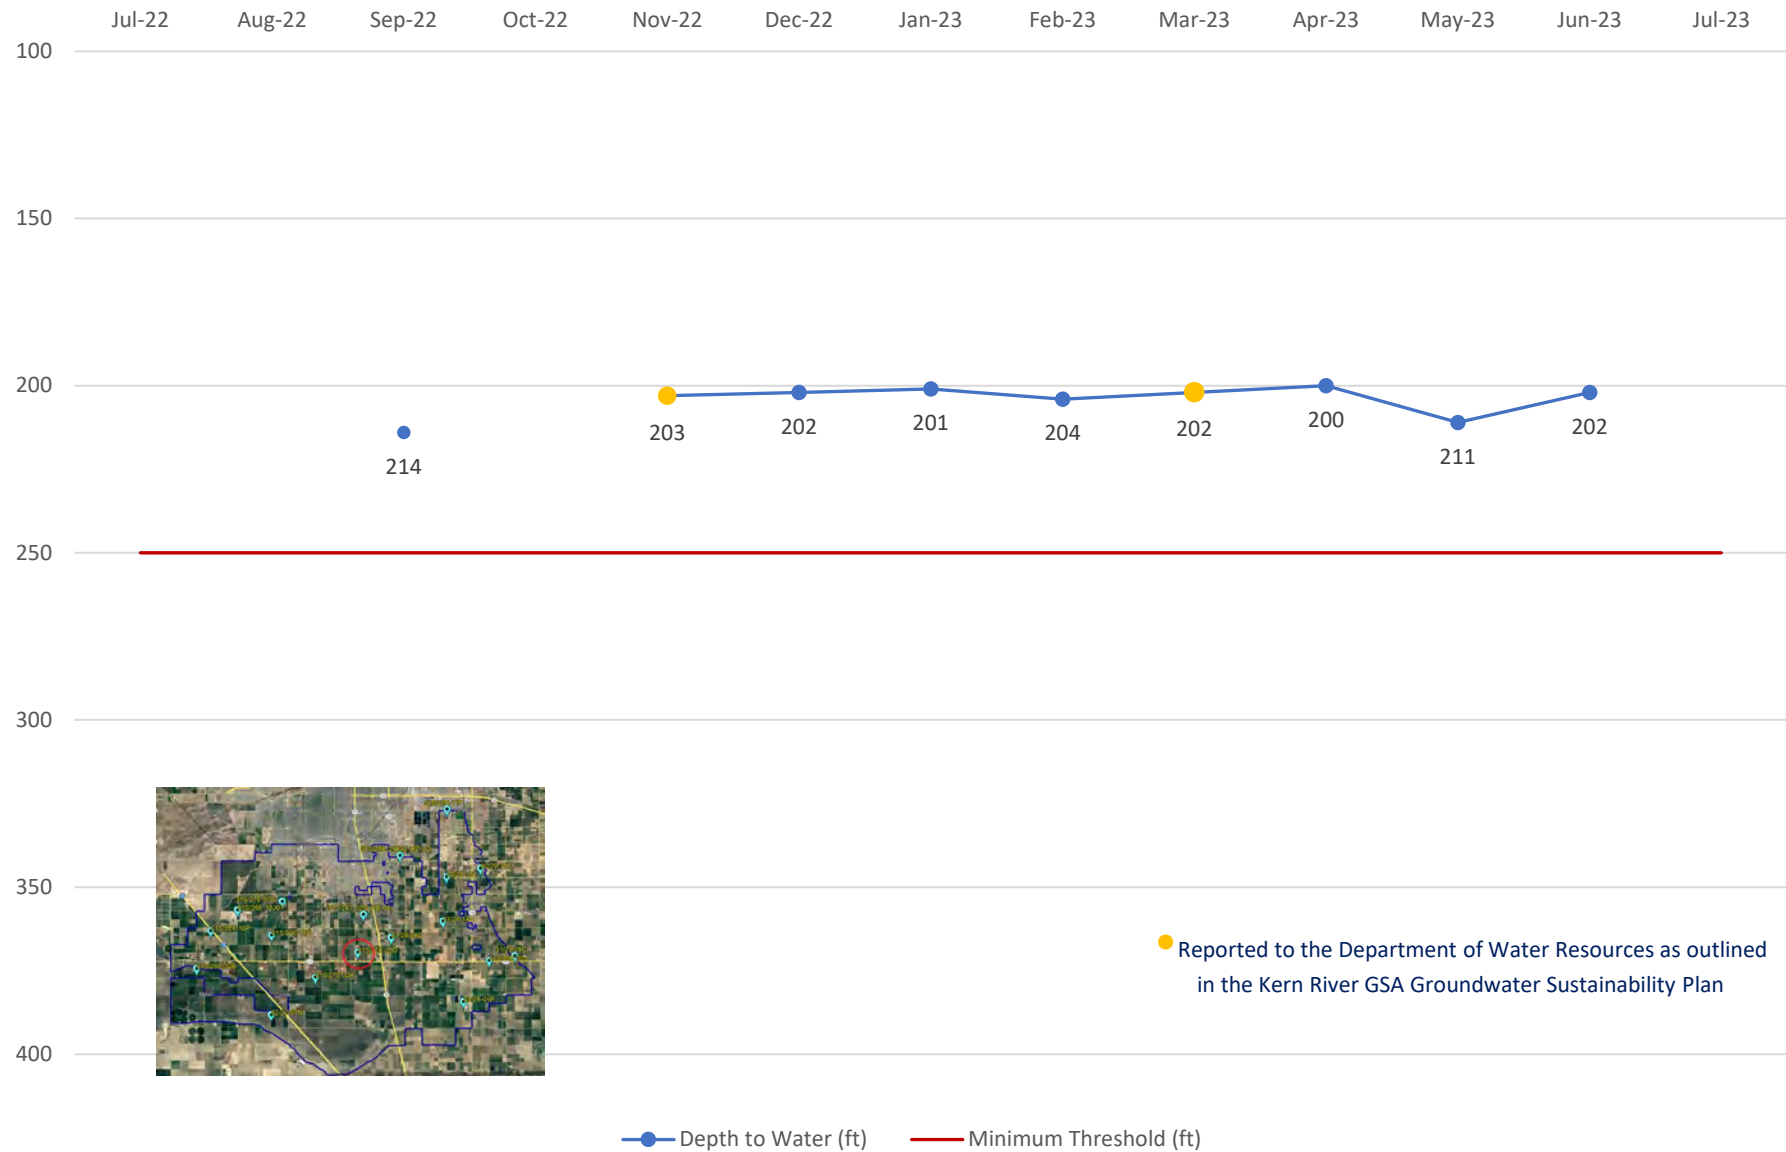 Jul-22 Aug-22 Sep-22 Oct-22 Nov-22 Dec-22 Jan-23 Feb-23 Mar-23 Apr-23 May-23 Jun-23 Jul-23
100
150
200
203 202 201 204 202 200 211 202
214
250
300
350
400
Reported to the Department of Water Resources as outlined
in the Kern River GSA Groundwater Sustainability Plan
Depth to Water (ft) Minimum Threshold (ft)